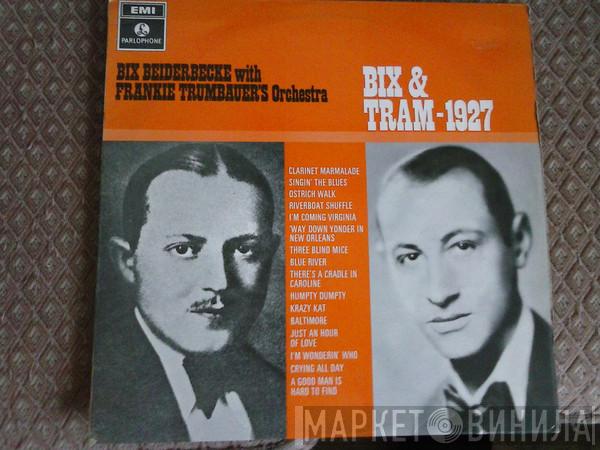 EMI
PARLOPHONE
BIX BEIDERBECKE with
FRANKIE TRUMBAUER'S Orchestra
BIX &
TRAM-1927
CLARINET MARMALADE
SINGIN' THE BLUES
OSTRICH WALK
RIVERBOAT SHUFFLE
I'M COMING VIRGINIA
'WAY DOWN YONDER IN
NEW ORLEANS
THREE BLIND MICE
BLUE RIVER
THERE'S A CRADLE IN
CAROLINE
HUMPTY DUMPTY
KRAZY KAT
BALTIMORE
JUST AN HOUR
OF LOVE
I'M WONDERIN' WHO
CRYING ALL DAY
A GOOD MAN IS
HARD TO FIND
МАРКЕТ ВИНИЛА